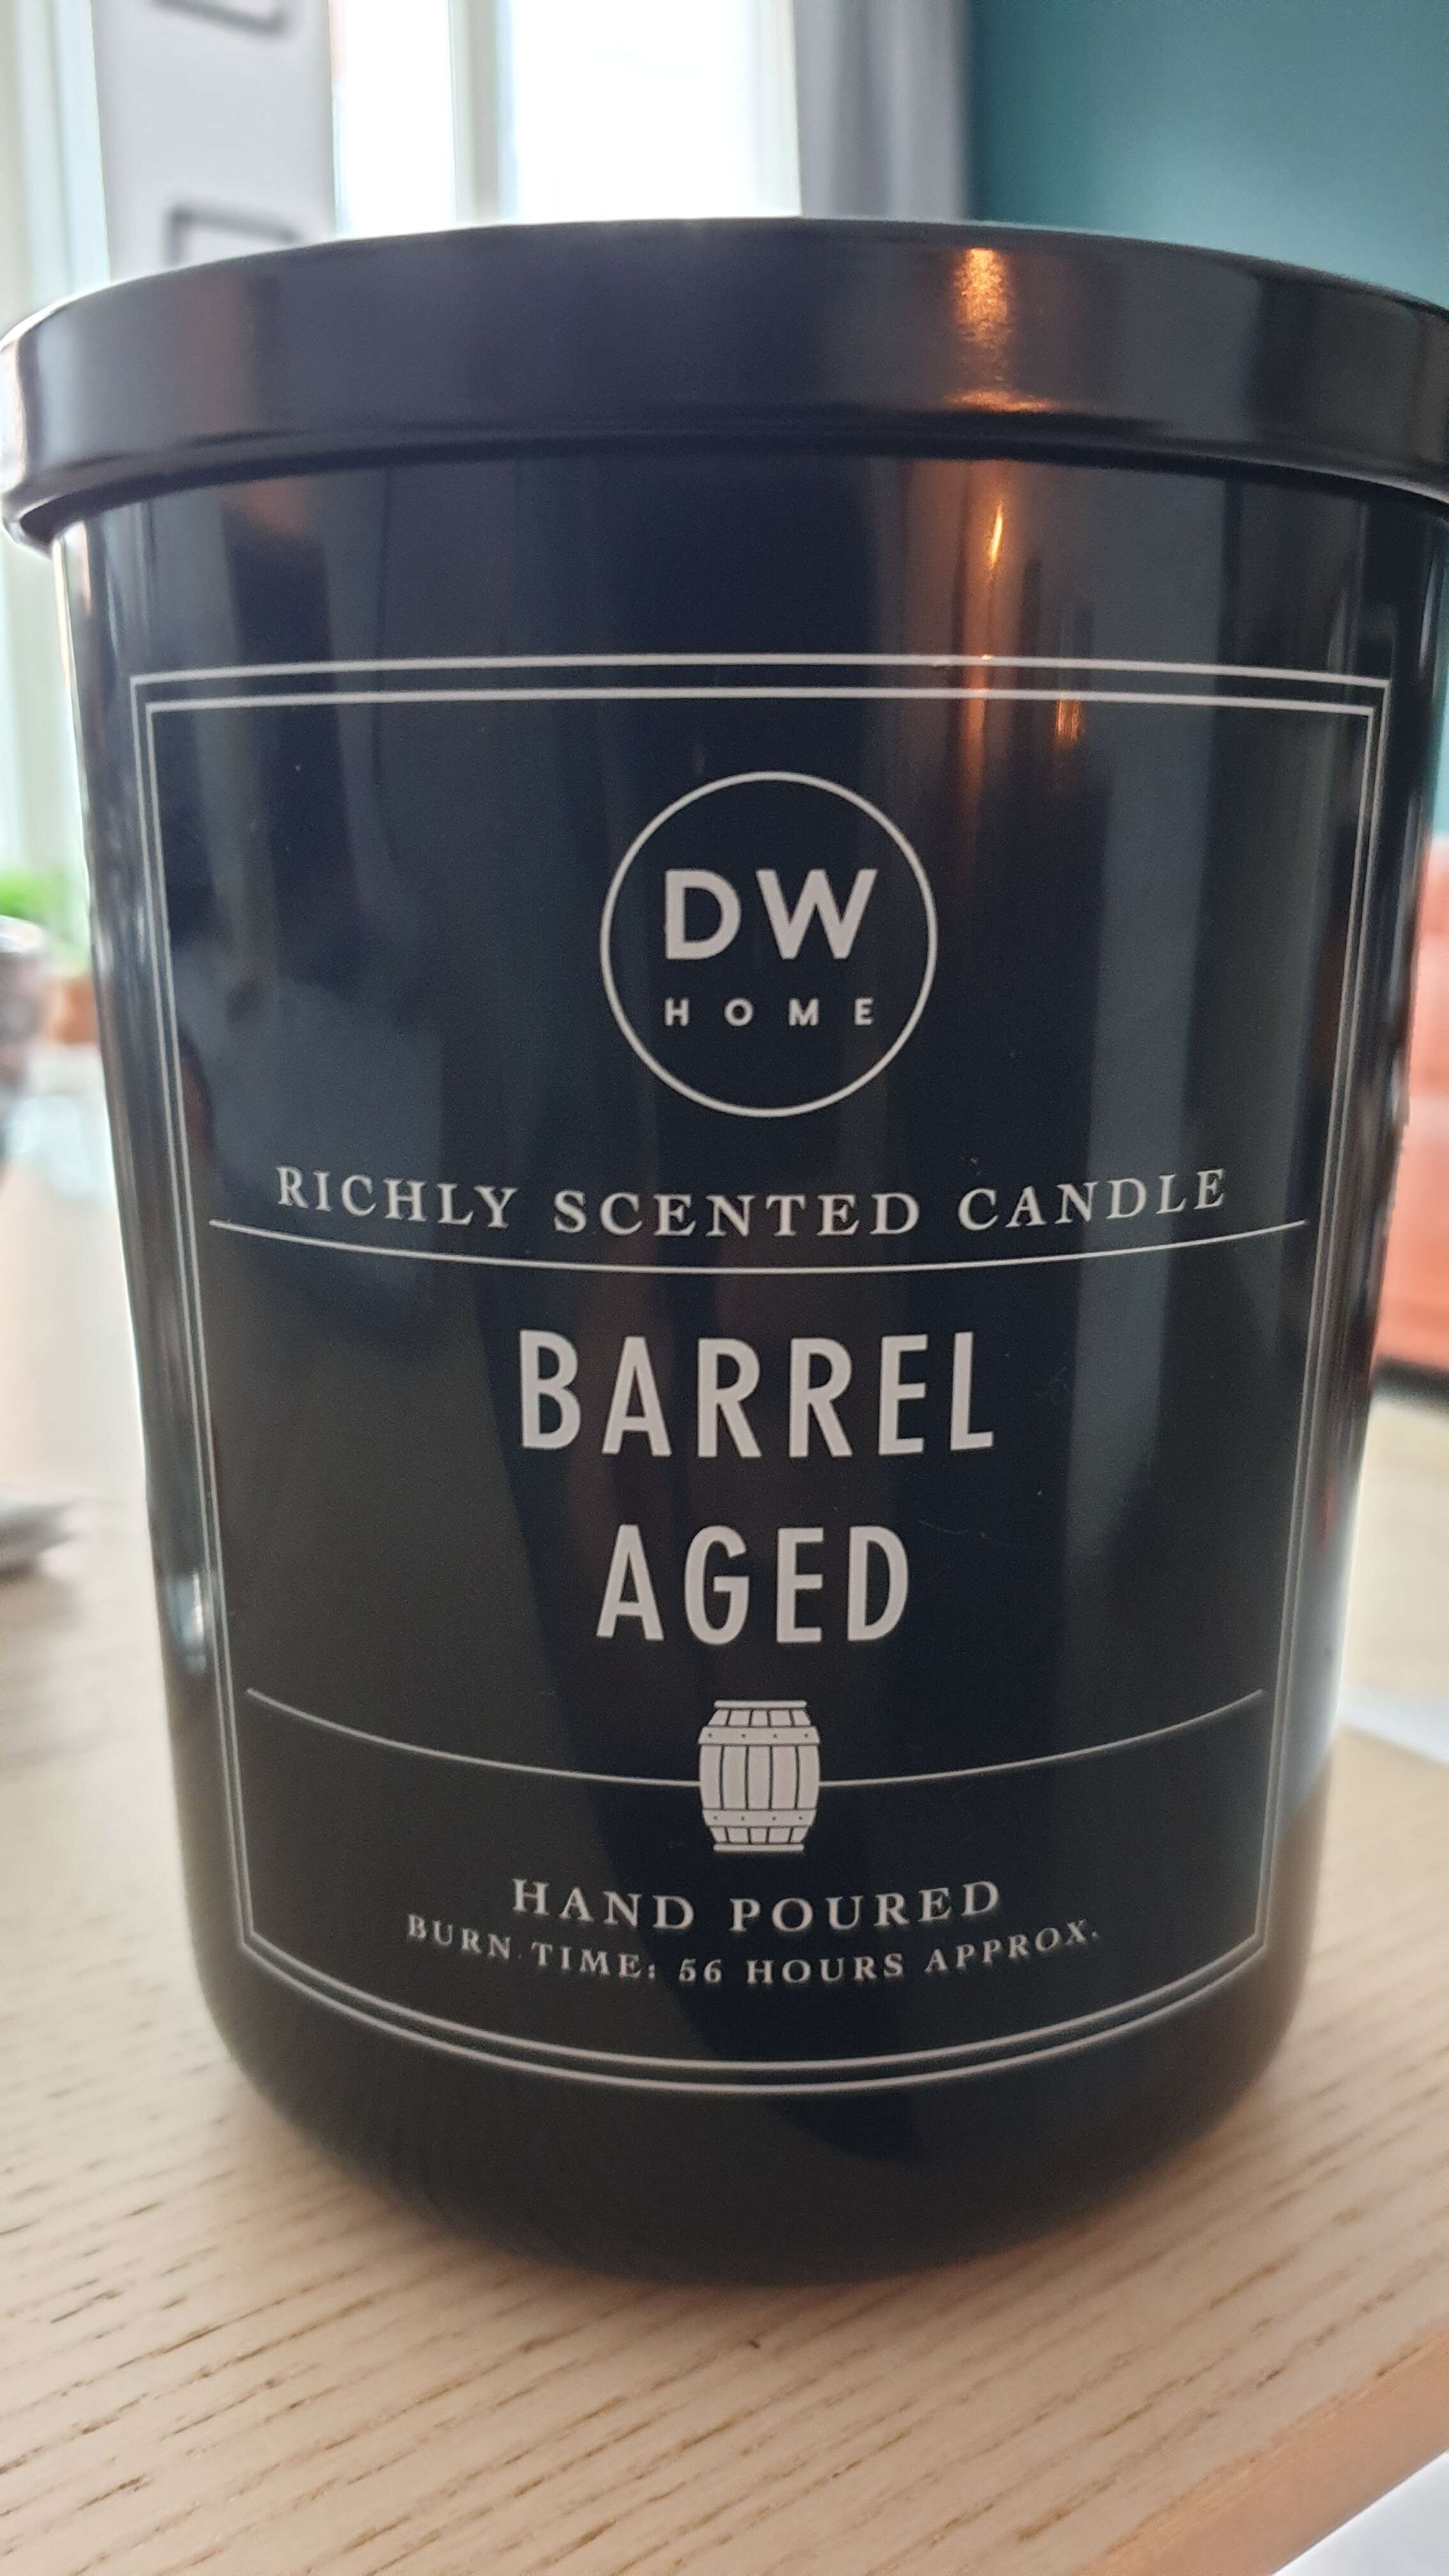 DW
HOME
RICHLY SCENTED CANDLE
BARREL
AGED
HAND POURED
BURN TIME: 56 HOURS APPROX.